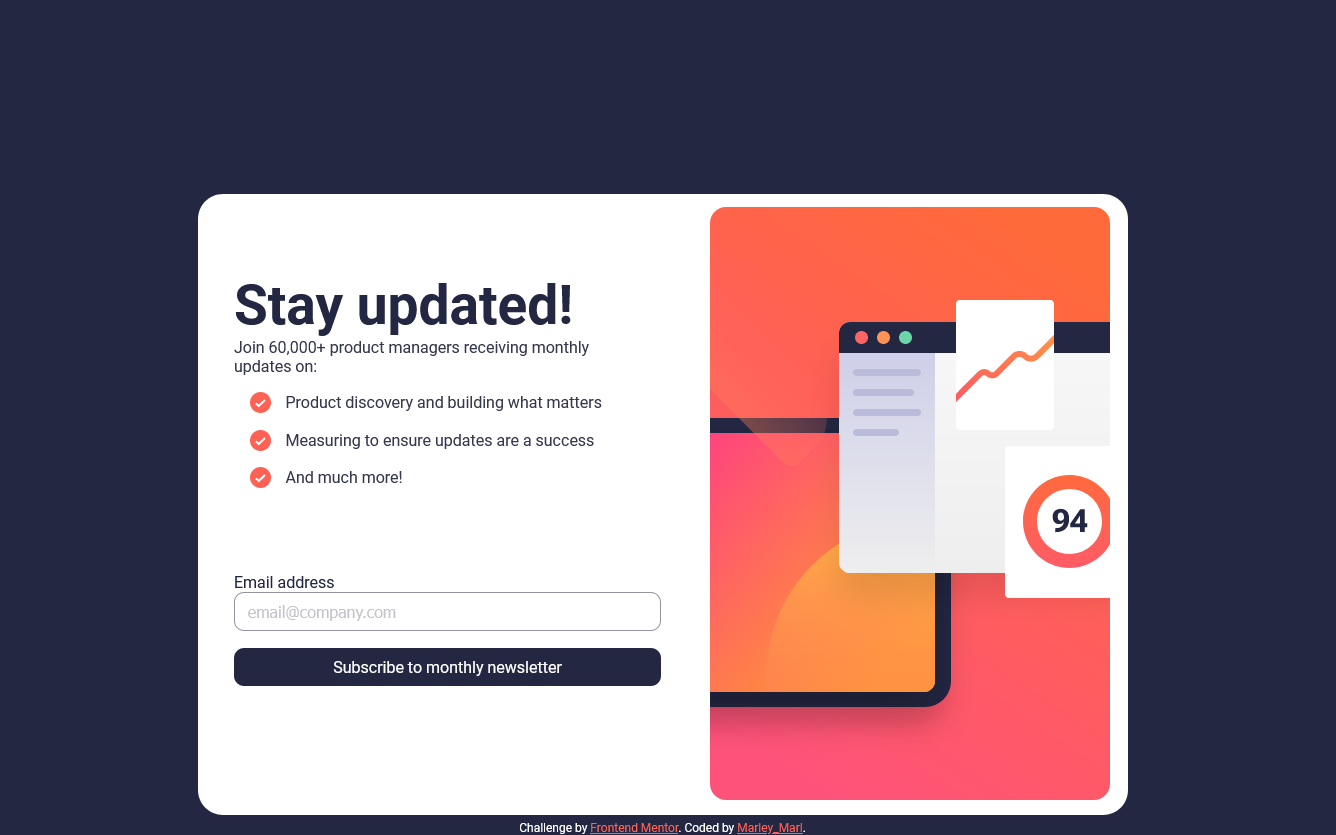 Stay updated!
Join 60,000+ product managers receiving monthly
updates on:
Product discovery and building what matters
Measuring to ensure updates are a success
And much more!
Email address
email@company.com
Subscribe to monthly newsletter
94
Challenge by Frontend Mentor. Coded by Marley_Marl.